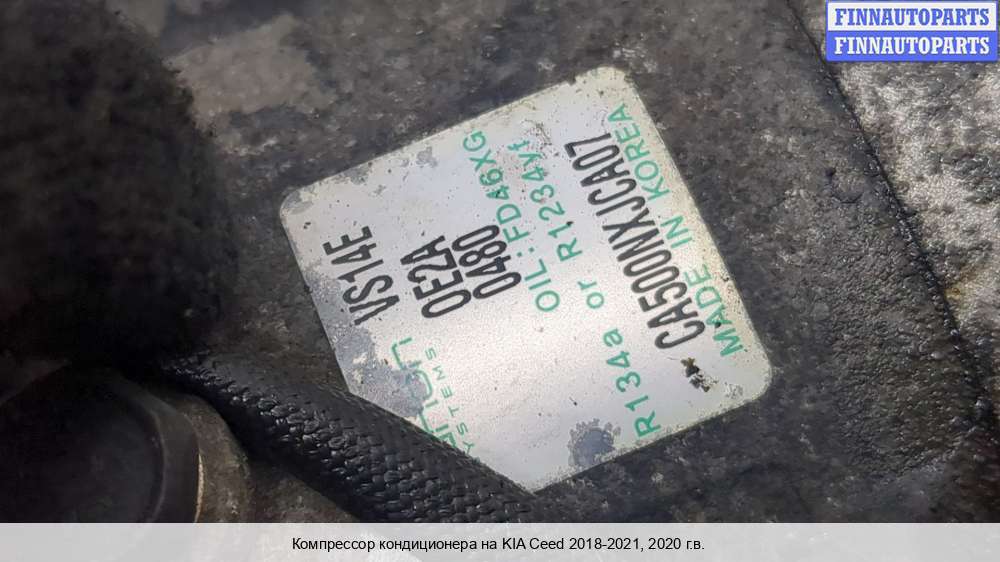 FINNAUTOPARTS
FINNAUTOPARTS
VS14E
0E2A
0480
OIL: FD46XG
R134a or R1234yf
CA500NXJCA07
MADE IN KOREA
Компрессор кондиционера на KIA Ceed 2018-2021, 2020 г.в.